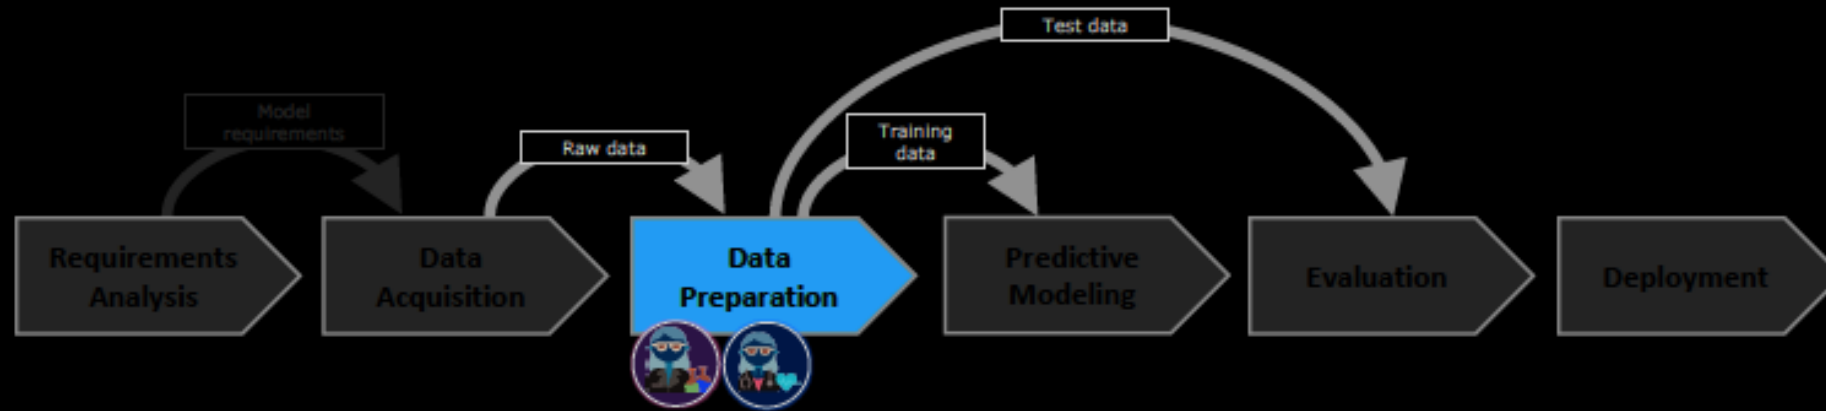 Test data
Model
requirements
Raw data
Training
data
Requirements
Analysis
Data
Acquisition
Data
Preparation
Predictive
Modeling
Evaluation
Deployment